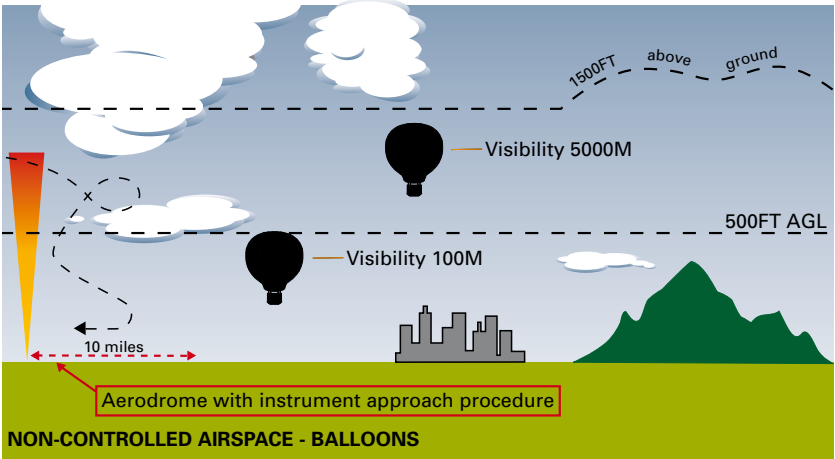 1500FT above ground
Visibility 5000M
500FT AGL
Visibility 100M
x
10 miles
Aerodrome with instrument approach procedure
NON-CONTROLLED AIRSPACE - BALLOONS